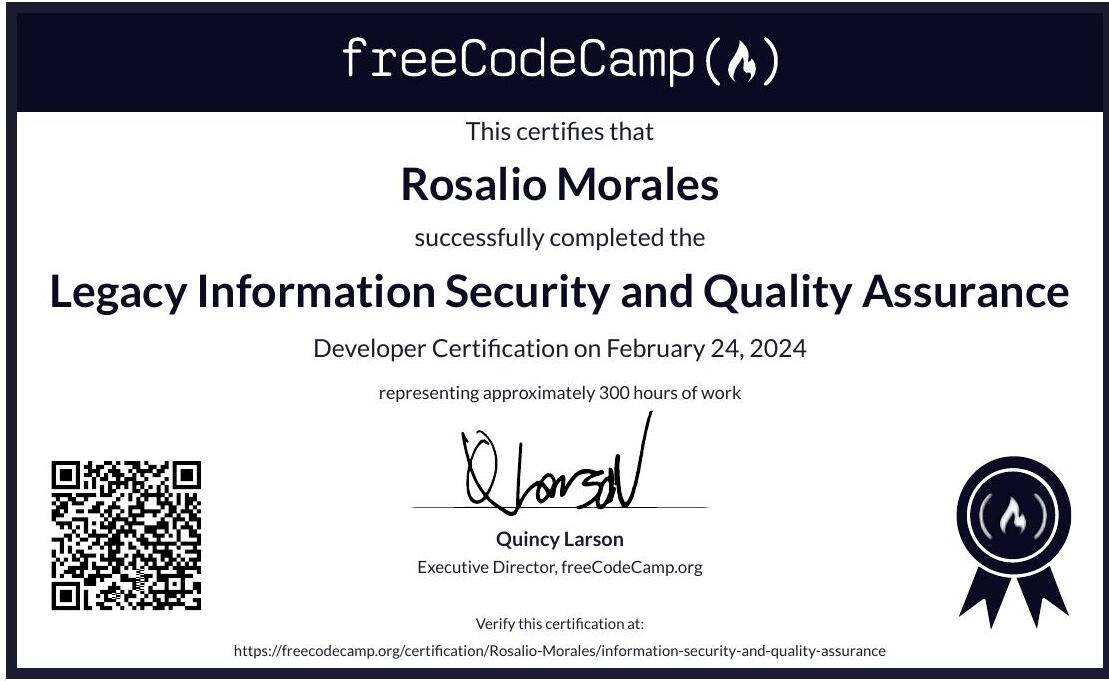 freeCodeCamp
This certifies that
Rosalio Morales
successfully completed the
Legacy Information Security and Quality Assurance
Developer Certification on February 24, 2024
representing approximately 300 hours of work
Q Larson
Quincy Larson
Executive Director, freeCodeCamp.org
Verify this certification at:
https://freecodecamp.org/certification/Rosalio-Morales/information-security-and-quality-assurance